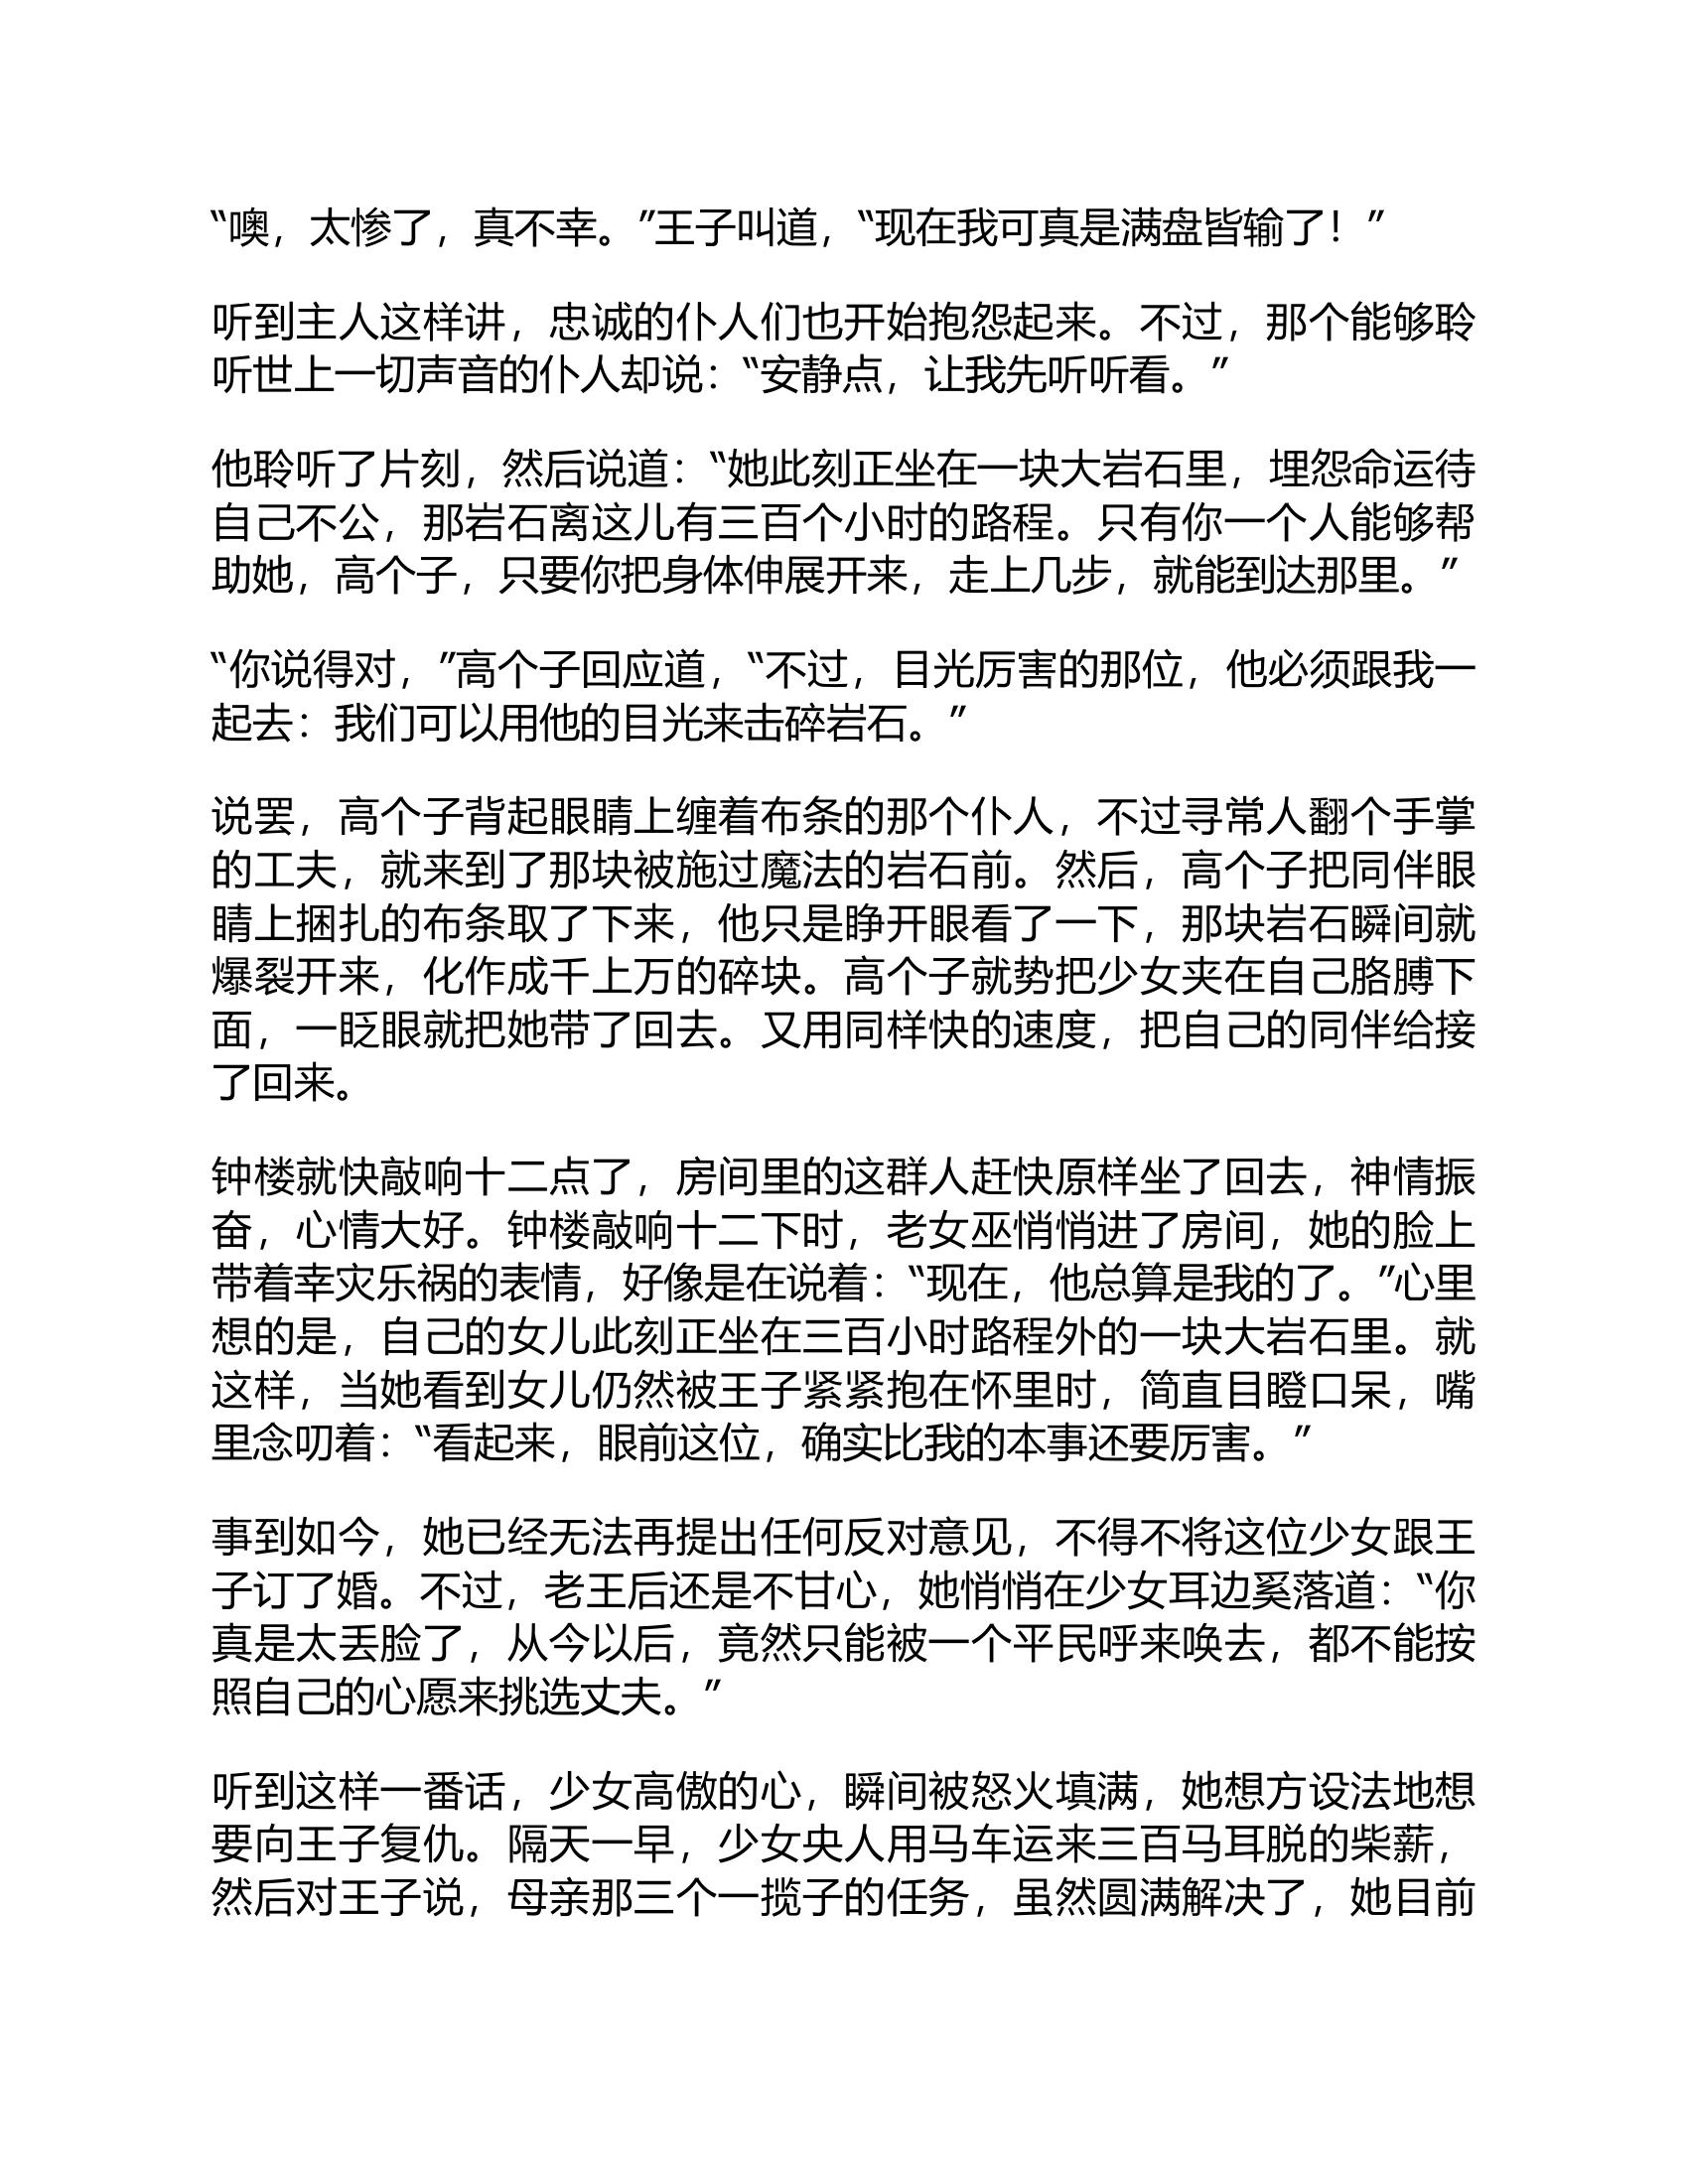 “噢，太惨了，真不幸。”王子叫道，“现在我可真是满盘皆输了！”
听到主人这样讲，忠诚的仆人们也开始抱怨起来。不过，那个能够聆
听世上一切声音的仆人却说：“安静点，让我先听听看。”
他聆听了片刻，然后说道：“她此刻正坐在一块大岩石里，埋怨命运待
自己不公，那岩石离这儿有三百个小时的路程。只有你一个人能够帮
助她，高个子，只要你把身体伸展开来，走上几步，就能到达那里。”
“你说得对，”高个子回应道，“不过，目光厉害的那位，他必须跟我一
起去：我们可以用他的目光来击碎岩石。”
说罢，高个子背起眼睛上缠着布条的那个仆人，不过寻常人翻个手掌
的工夫，就来到了那块被施过魔法的岩石前。然后，高个子把同伴眼
睛上捆扎的布条取了下来，他只是睁开眼看了一下，那块岩石瞬间就
爆裂开来，化作成千上万的碎块。高个子就势把少女夹在自己胳膊下
面，一眨眼就把她带了回去。又用同样快的速度，把自己的同伴给接
了回来。
钟楼就快敲响十二点了，房间里的这群人赶快原样坐了回去，神情振
奋，心情大好。钟楼敲响十二下时，老女巫悄悄进了房间，她的脸上
带着幸灾乐祸的表情，好像是在说着：“现在，他总算是我的了。”心里
想的是，自己的女儿此刻正坐在三百小时路程外的一块大岩石里。就
这样，当她看到女儿仍然被王子紧紧抱在怀里时，简直目瞪口呆，嘴
里念叨着：“看起来，眼前这位，确实比我的本事还要厉害。”
事到如今，她已经无法再提出任何反对意见，不得不将这位少女跟王
子订了婚。不过，老王后还是不甘心，她悄悄在少女耳边奚落道：“你
真是太丢脸了，从今以后，竟然只能被一个平民呼来唤去，都不能按
照自己的心愿来挑选丈夫。”
听到这样一番话，少女高傲的心，瞬间被怒火填满，她想方设法地想
要向王子复仇。隔天一早，少女央人用马车运来三百马耳脱的柴薪，
然后对王子说，母亲那三个一揽子的任务，虽然圆满解决了，她目前